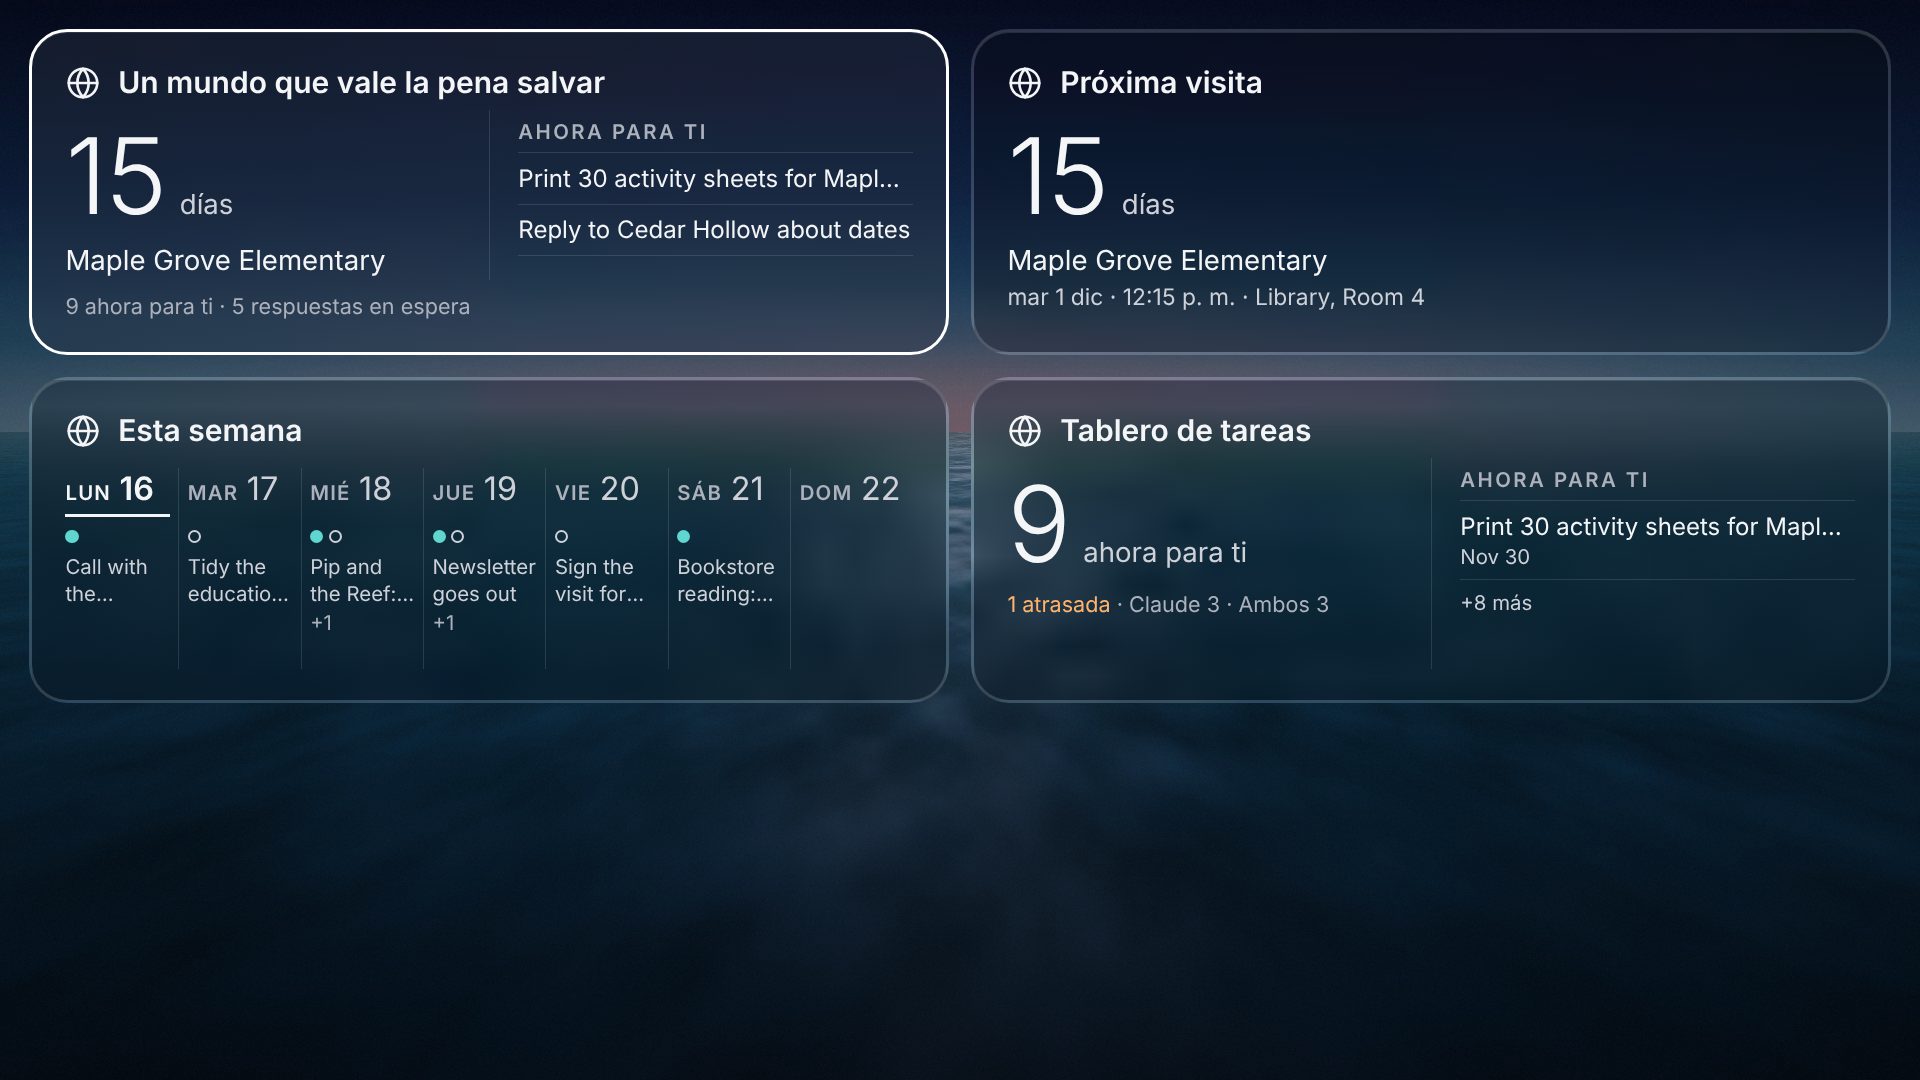 Un mundo que vale la pena salvar
15 días
Maple Grove Elementary
9 ahora para ti · 5 respuestas en espera
AHORA PARA TI
Print 30 activity sheets for Mapl...
Reply to Cedar Hollow about dates
Próxima visita
15 días
Maple Grove Elementary
mar 1 dic · 12:15 p. m. · Library, Room 4
Esta semana
LUN 16
Call with
the...
MAR 17
Tidy the
educatio...
MIÉ 18
Pip and
the Reef:...
+1
JUE 19
Newsletter
goes out
+1
VIE 20
Sign the
visit for...
SÁB 21
Bookstore
reading:...
DOM 22
Tablero de tareas
9 ahora para ti
1 atrasada · Claude 3 · Ambos 3
AHORA PARA TI
Print 30 activity sheets for Mapl...
Nov 30
+8 más